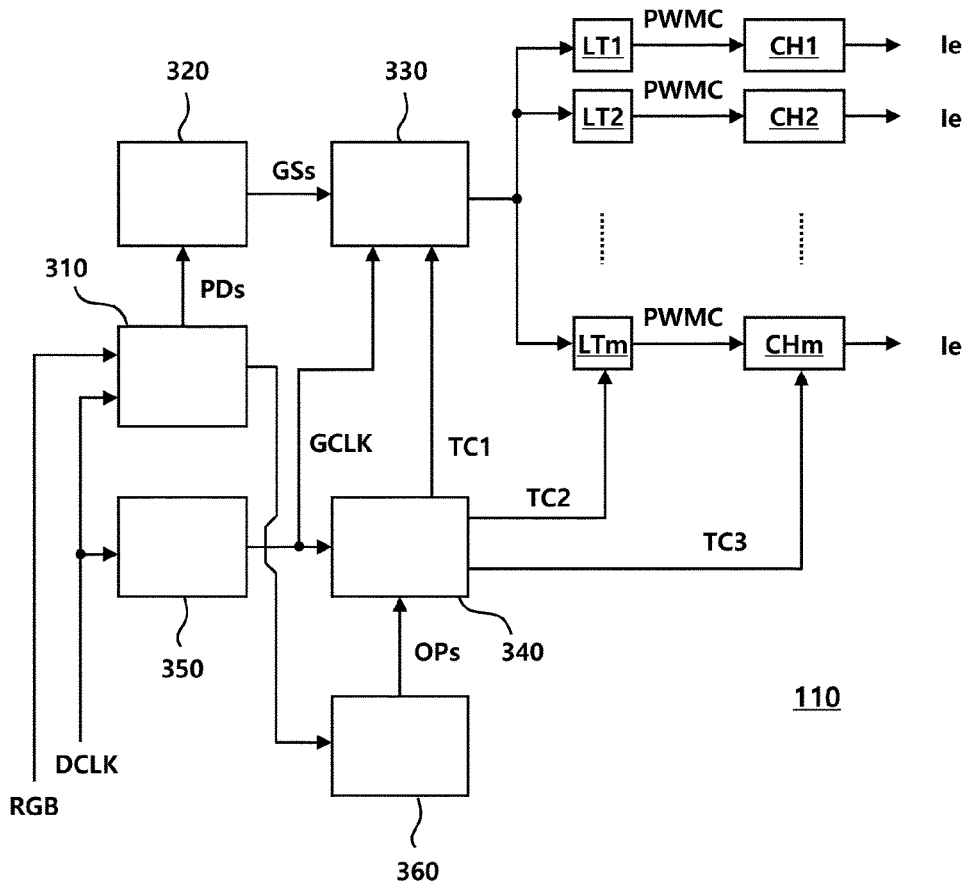 PWMC
LT1
CH1
Ie
320
330
PWMC
LT2
CH2
Ie
GSs
310
PDs
PWMC
LTm
CHm
Ie
GCLK
TC1
TC2
TC3
350
OPs
340
110
DCLK
RGB
360